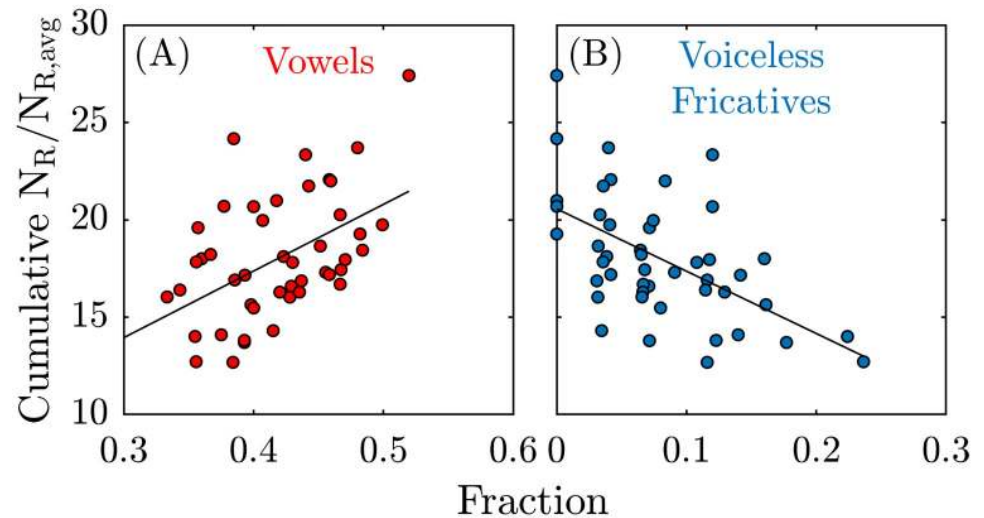 Cumulative N_R/N_R,avg
30
25
20
15
10
(A)
Vowels
0.3
0.4
0.5
0.6
(B)
Voiceless
Fricatives
0
0.1
0.2
0.3
Fraction